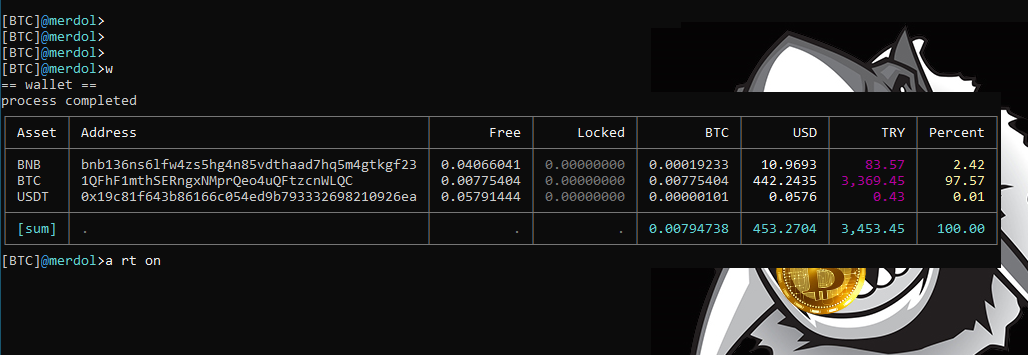 [BTC]@merdol>
[BTC]@merdol>
[BTC]@merdol>
[BTC]@merdol>w
== wallet ==
process completed
Asset Address Free Locked BTC USD TRY Percent
BNB bnb136ns6lfw4zs5hg4n85vdthaad7hq5m4gtkgf23 0.04066041 0.00000000 0.00019233 10.9693 83.57 2.42
BTC 1QFhF1mthSERngxNMprQeo4uQFtzcnWLQC 0.00775404 0.00000000 0.00775404 442.2435 3,369.45 97.57
USDT 0x19c81f643b86166c054ed9b793332698210926ea 0.05791444 0.00000000 0.00000101 0.0576 0.43 0.01
[sum] . . . 0.00794738 453.2704 3,453.45 100.00
[BTC]@merdol>a rt on